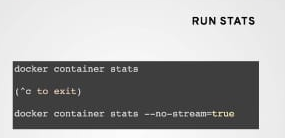 RUN STATS
docker container stats
(^c to exit)
docker container stats --no-stream=true